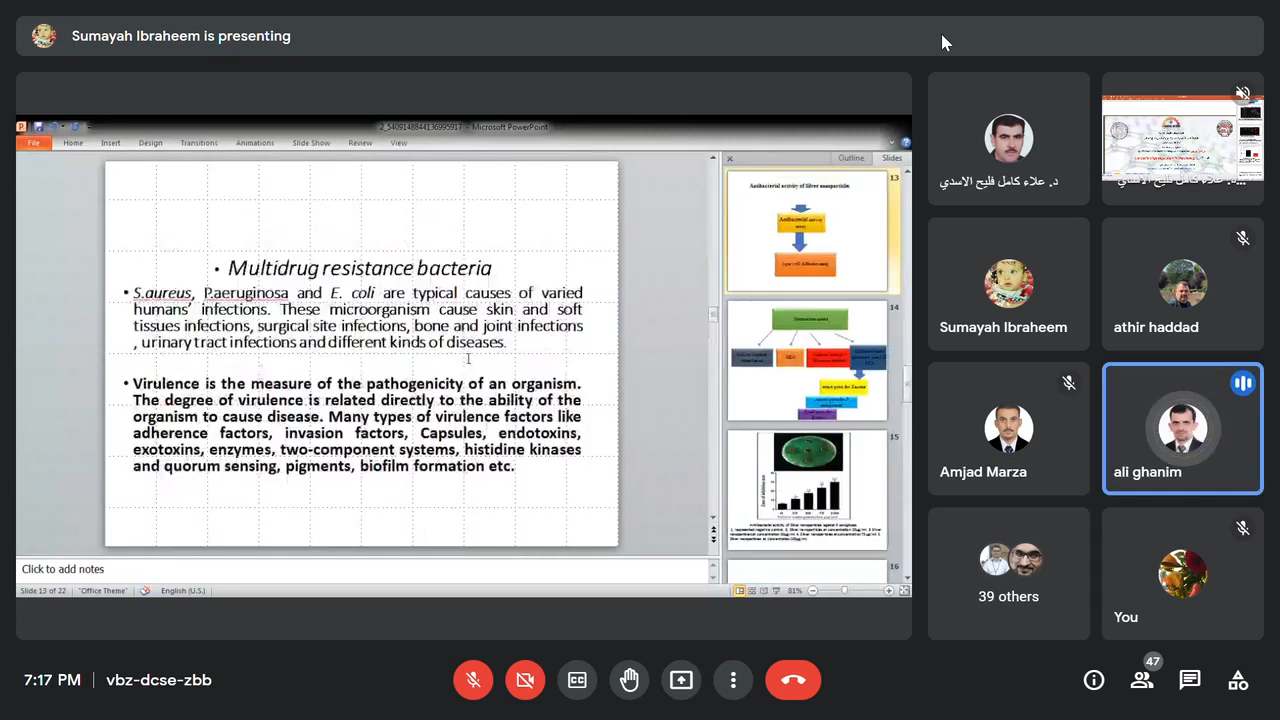 Sumayah Ibraheem is presenting
2_5409148844136995917 - Microsoft PowerPoint
File Home Insert Design Transitions Animations Slide Show Review View
Outline Slides
• Multidrug resistance bacteria
• S.aureus, P.aeruginosa and E. coli are typical causes of varied
humans' infections. These microorganism cause skin and soft
tissues infections, surgical site infections, bone and joint infections
, urinary tract infections and different kinds of diseases.
• Virulence is the measure of the pathogenicity of an organism.
The degree of virulence is related directly to the ability of the
organism to cause disease. Many types of virulence factors like
adherence factors, invasion factors, Capsules, endotoxins,
exotoxins, enzymes, two-component systems, histidine kinases
and quorum sensing, pigments, biofilm formation etc.
Click to add notes
Slide 13 of 22 "Office Theme" English (U.S.) 81%
13
Antibacterial activity of Silver nanoparticles
Antibacterial activity
14
15
16
د. علاء كامل فليح الاسدي
د. علاء كامل فليح الاسدي...
Sumayah Ibraheem
athir haddad
Amjad Marza
ali ghanim
39 others
You
7:17 PM | vbz-dcse-zbb
47